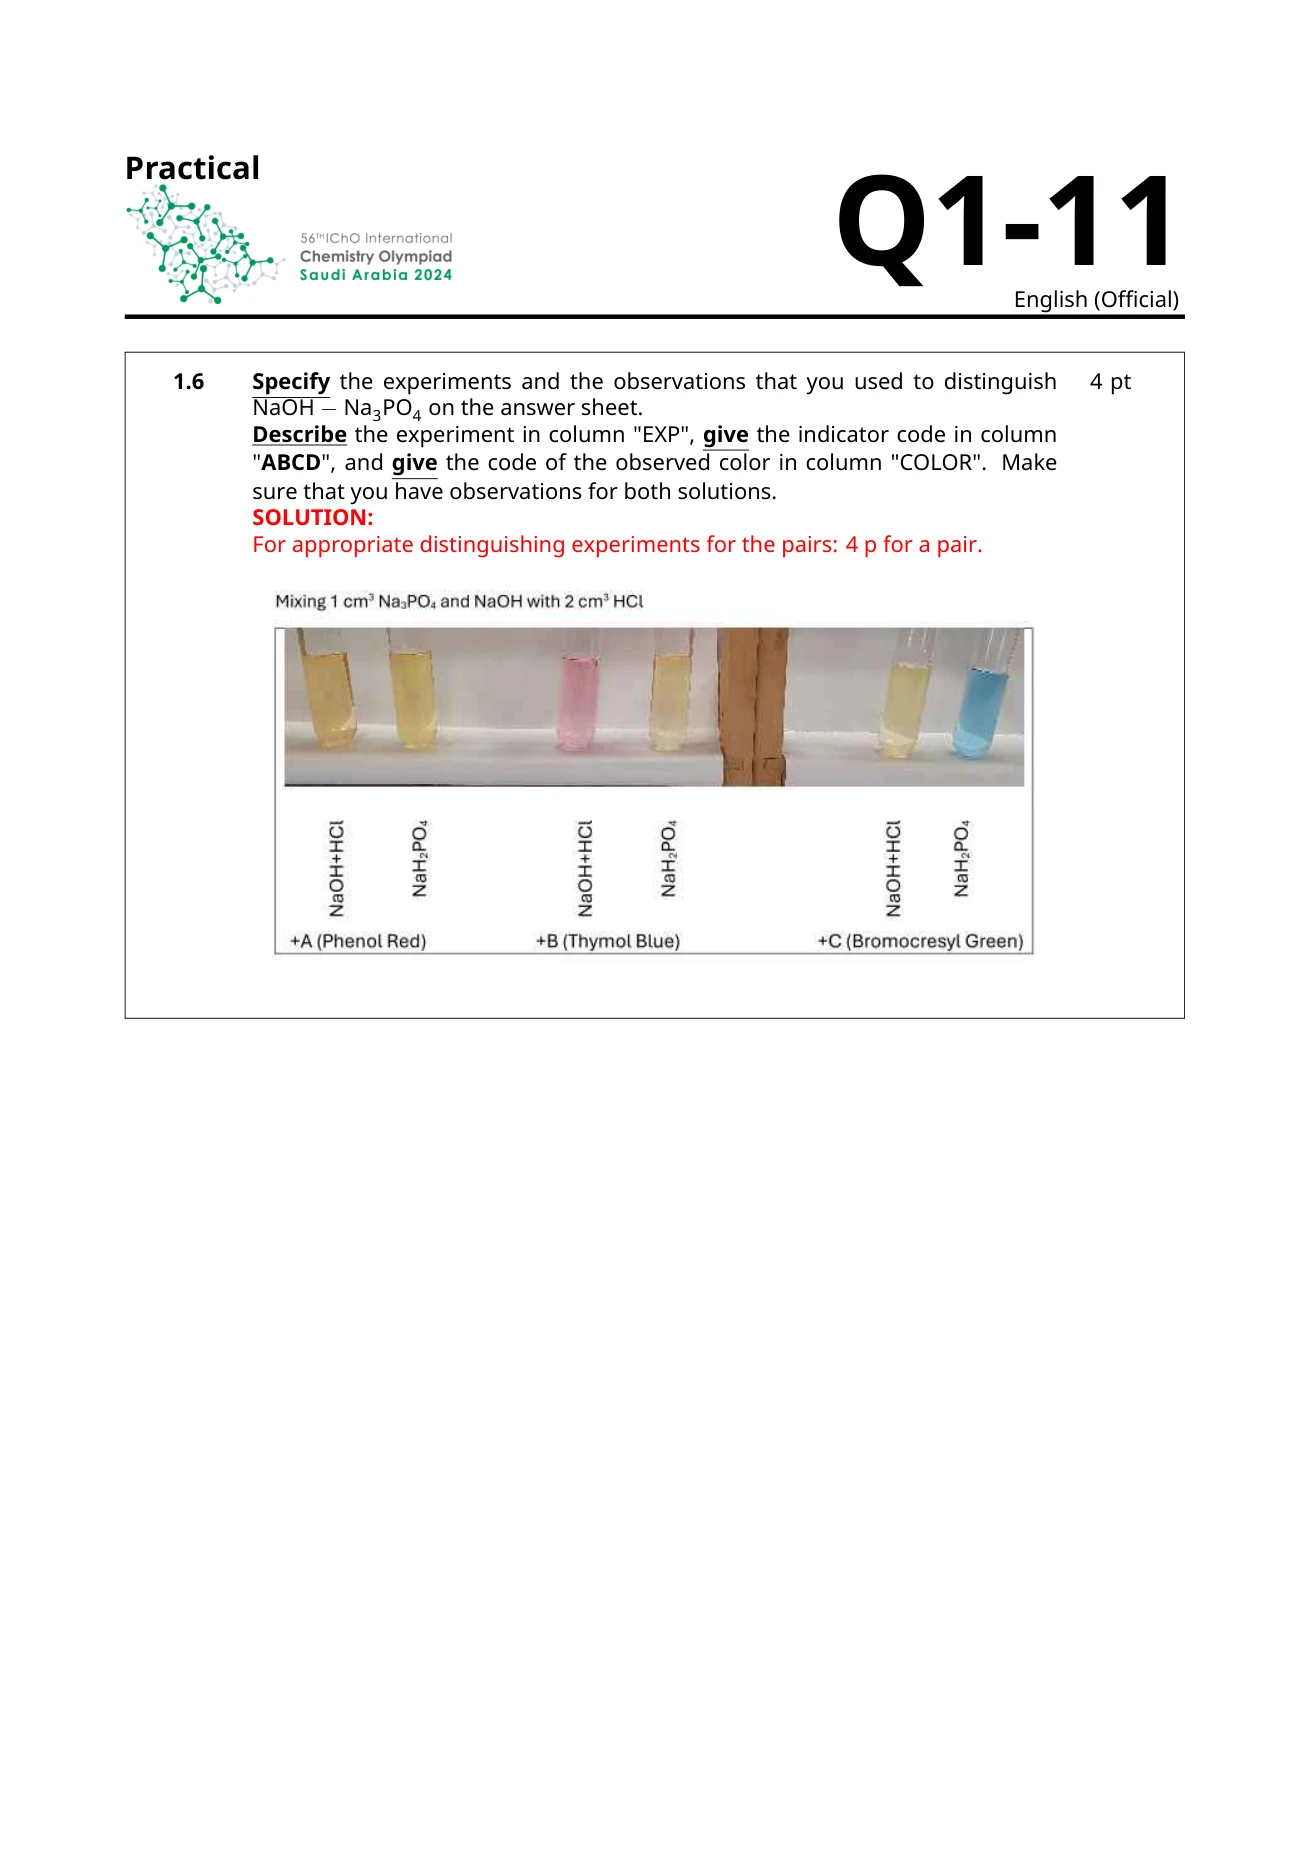 Practical
56ᵀᴴIChO International
Chemistry Olympiad
Saudi Arabia 2024
Q1-11
English (Official)
1.6 Specify the experiments and the observations that you used to distinguish 4 pt
NaOH − Na₃PO₄ on the answer sheet.
Describe the experiment in column "EXP", give the indicator code in column
"ABCD", and give the code of the observed color in column "COLOR". Make
sure that you have observations for both solutions.
SOLUTION:
For appropriate distinguishing experiments for the pairs: 4 p for a pair.
Mixing 1 cm³ Na₃PO₄ and NaOH with 2 cm³ HCl
NaOH+HCl
NaH₂PO₄
NaOH+HCl
NaH₂PO₄
NaOH+HCl
NaH₂PO₄
+A (Phenol Red)
+B (Thymol Blue)
+C (Bromocresyl Green)